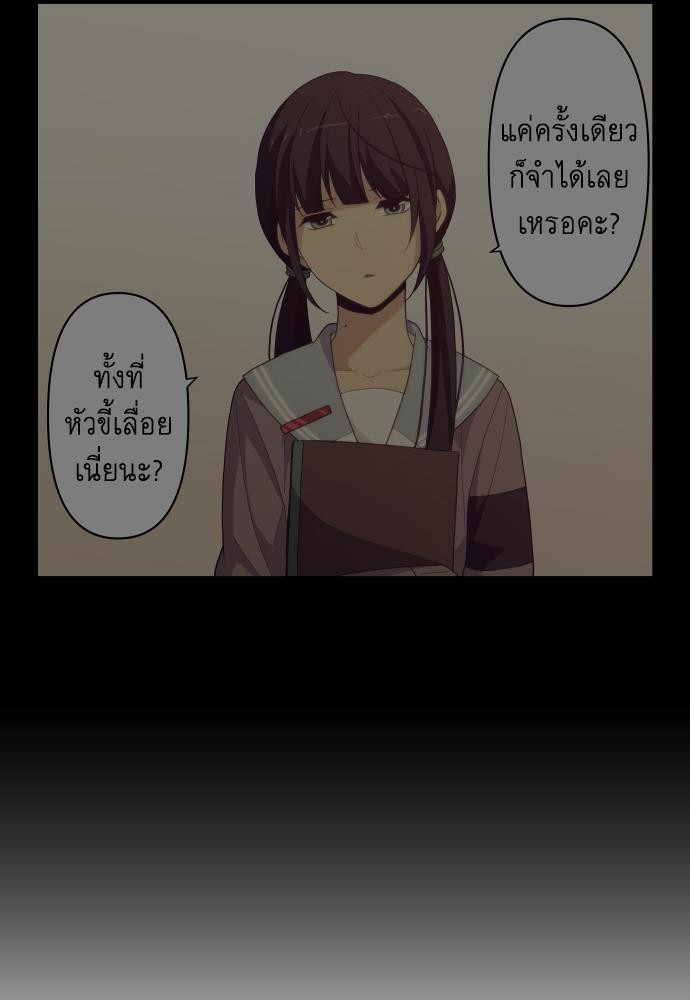 แค่ครั้งเดียว
ก็จำได้เลย
เหรอคะ?
ทั้งที่
หัวขี้เลื่อย
เนี่ยนะ?